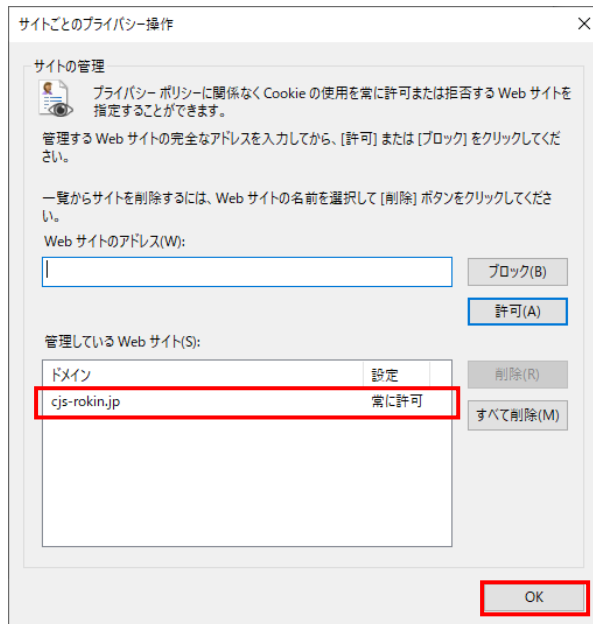 サイトごとのプライバシー操作
サイトの管理
プライバシー ポリシーに関係なく Cookie の使用を常に許可または拒否する Web サイトを
指定することができます。
管理する Web サイトの完全なアドレスを入力してから、[許可] または [ブロック] をクリックしてくだ
さい。
一覧からサイトを削除するには、Web サイトの名前を選択して [削除] ボタンをクリックしてくださ
い。
Web サイトのアドレス(W):
ブロック(B)
許可(A)
管理している Web サイト(S):
ドメイン 設定
削除(R)
cjs-rokin.jp 常に許可
すべて削除(M)
OK